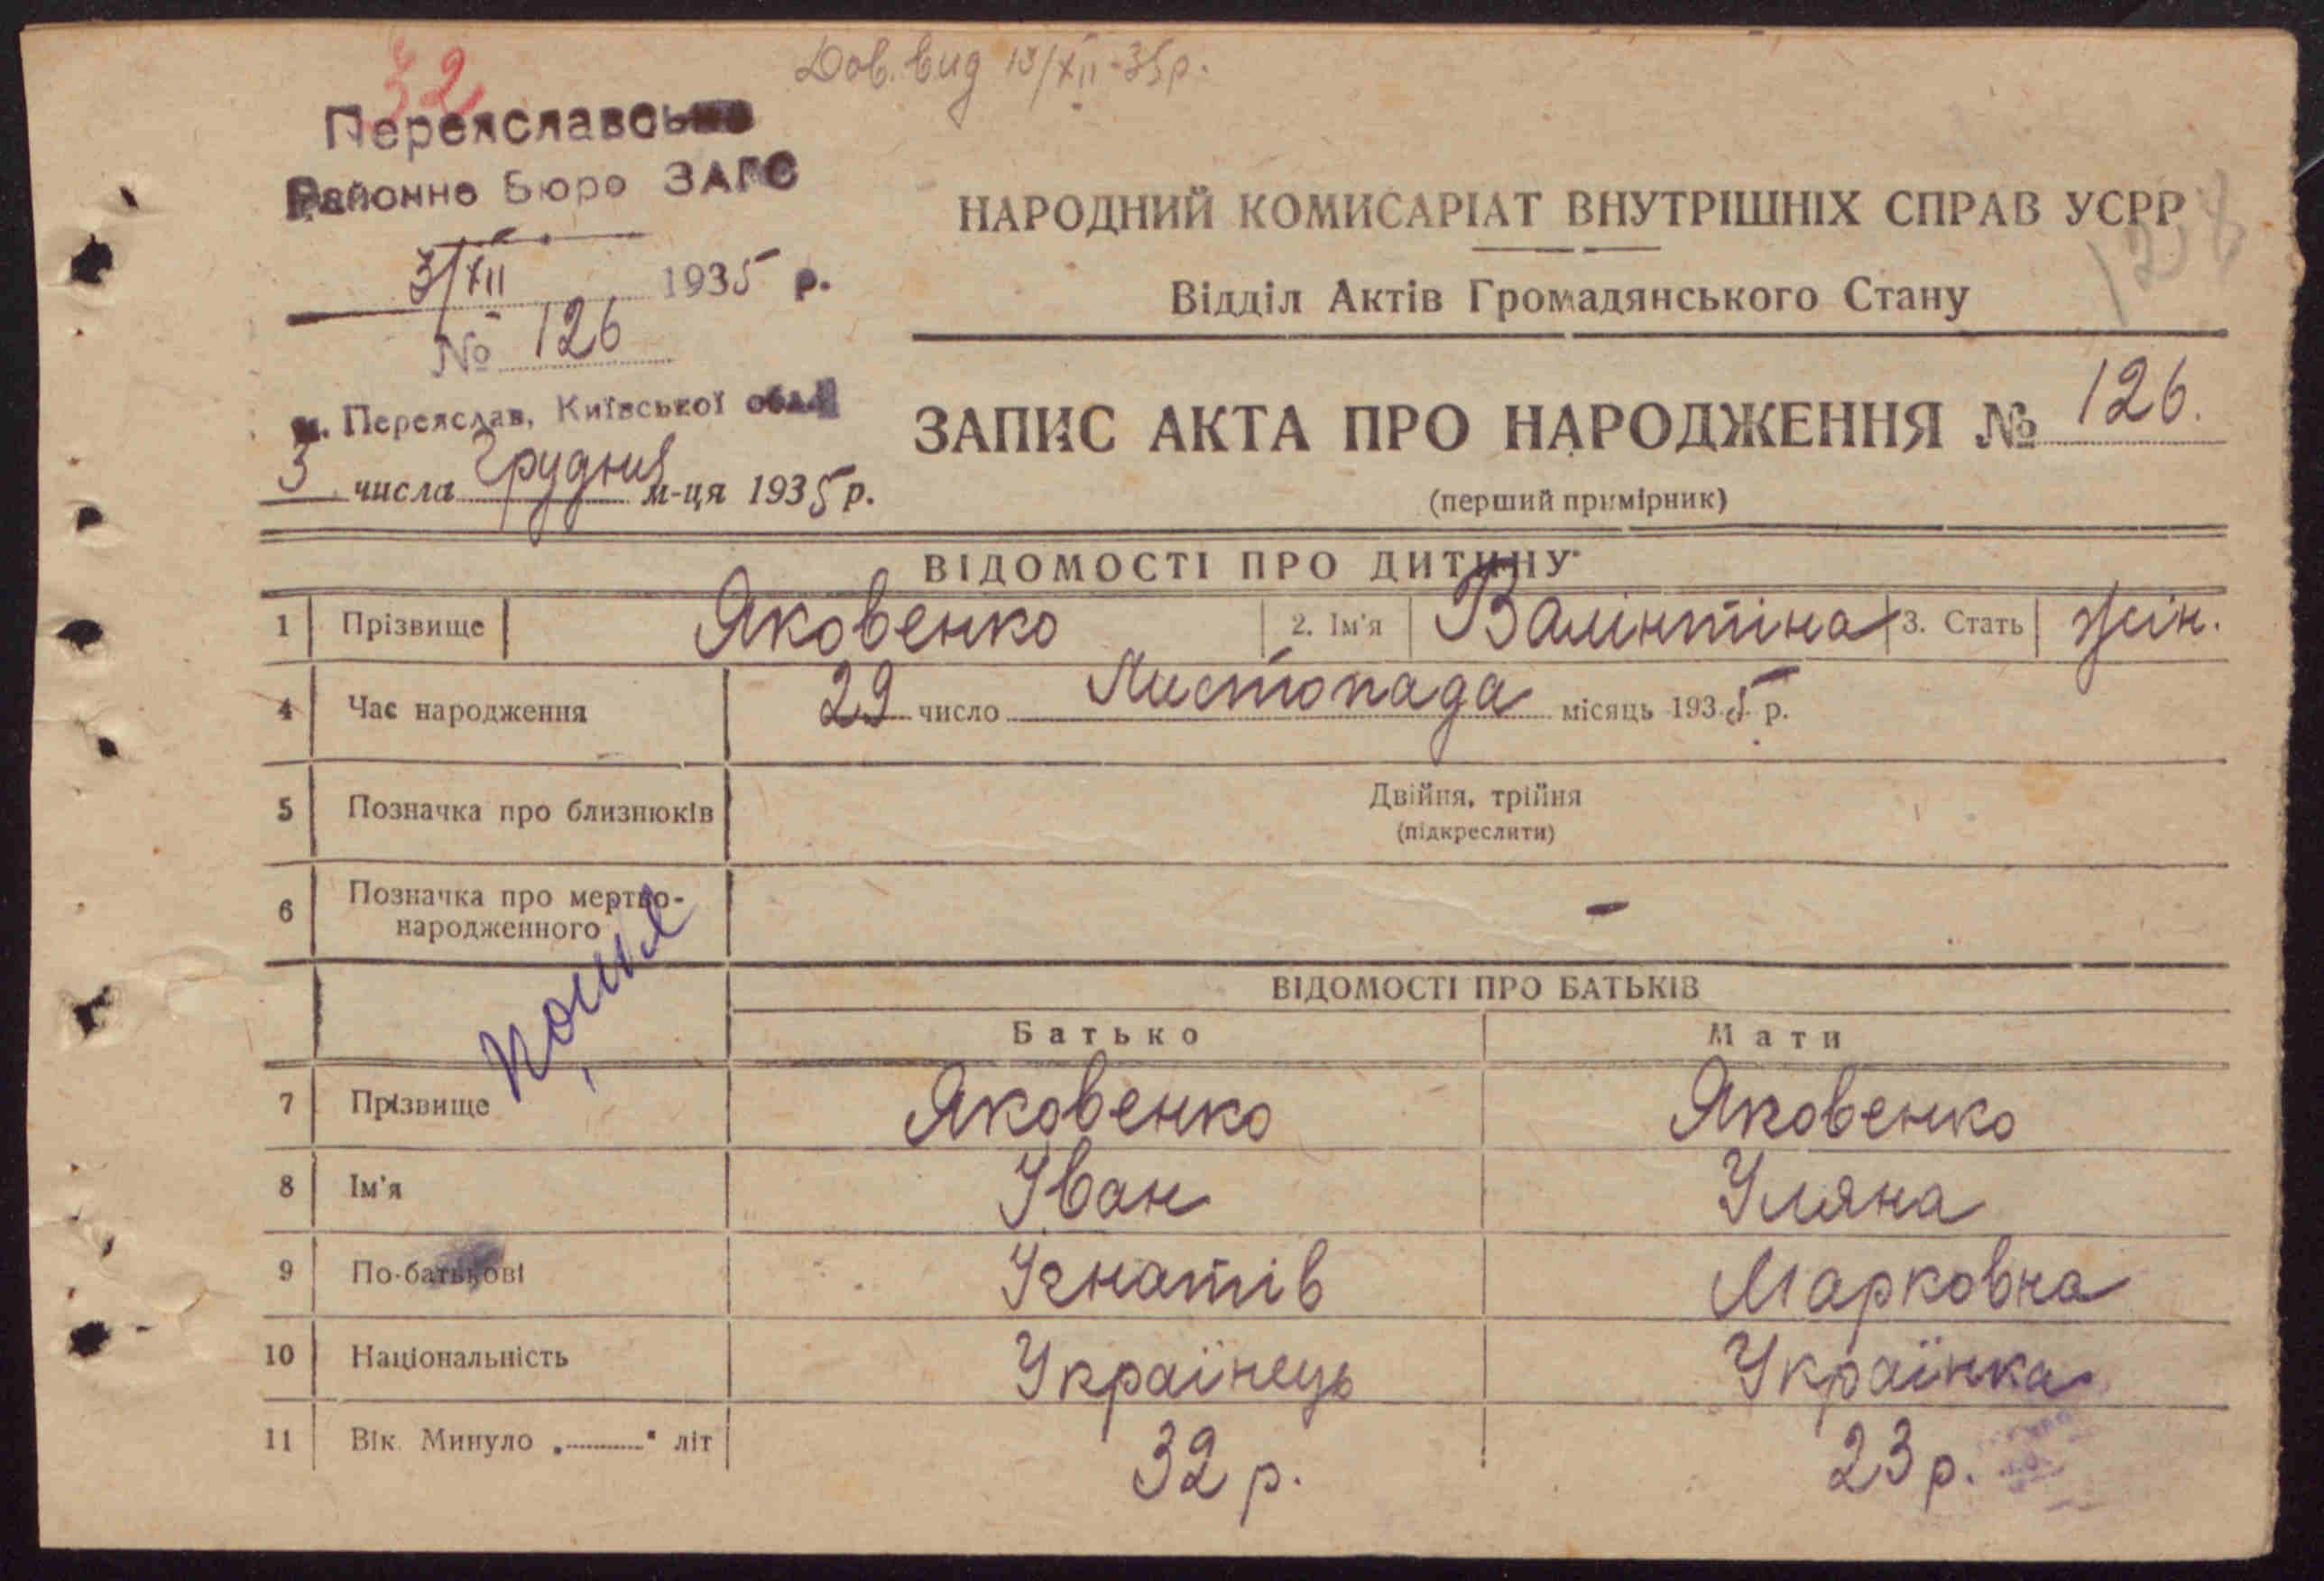 32
Дов. вид 13/XII-35р.
Переяславське
Районне Бюро ЗАГС
3/XII 1935 р.
№ 126
м. Переяслав, Київської обл.
3 числа Грудня м-ця 1935 р.
НАРОДНИЙ КОМИСАРІАТ ВНУТРІШНІХ СПРАВ УСРР
Відділ Актів Громадянського Стану
ЗАПИС АКТА ПРО НАРОДЖЕННЯ № 126.
(перший примірник)
ВІДОМОСТІ ПРО ДИТИНУ
1 Прізвище Яковенко 2. Ім'я Валінтіна 3. Стать жін.
4 Час народження 29 число Листопада місяць 1935 р.
5 Позначка про близнюків Двійня, трійня
(підкреслити)
6 Позначка про мертво-
народженного -
ВІДОМОСТІ ПРО БАТЬКІВ
Батько Мати
7 Прізвище Яковенко Яковенко
8 Ім'я Іван Уляна
9 По-батькові Ігнатів Марковна
10 Національність Українець Українка
11 Вік. Минуло „ “ літ 32 р. 23 р.